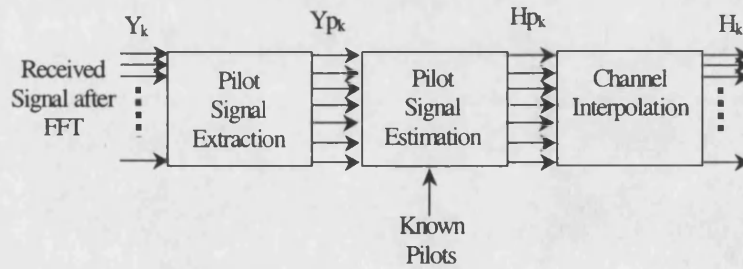 Yk
Ypk
Hpk
Hk
Received
Signal after
FFT
Pilot
Signal
Extraction
Pilot
Signal
Estimation
Channel
Interpolation
Known
Pilots